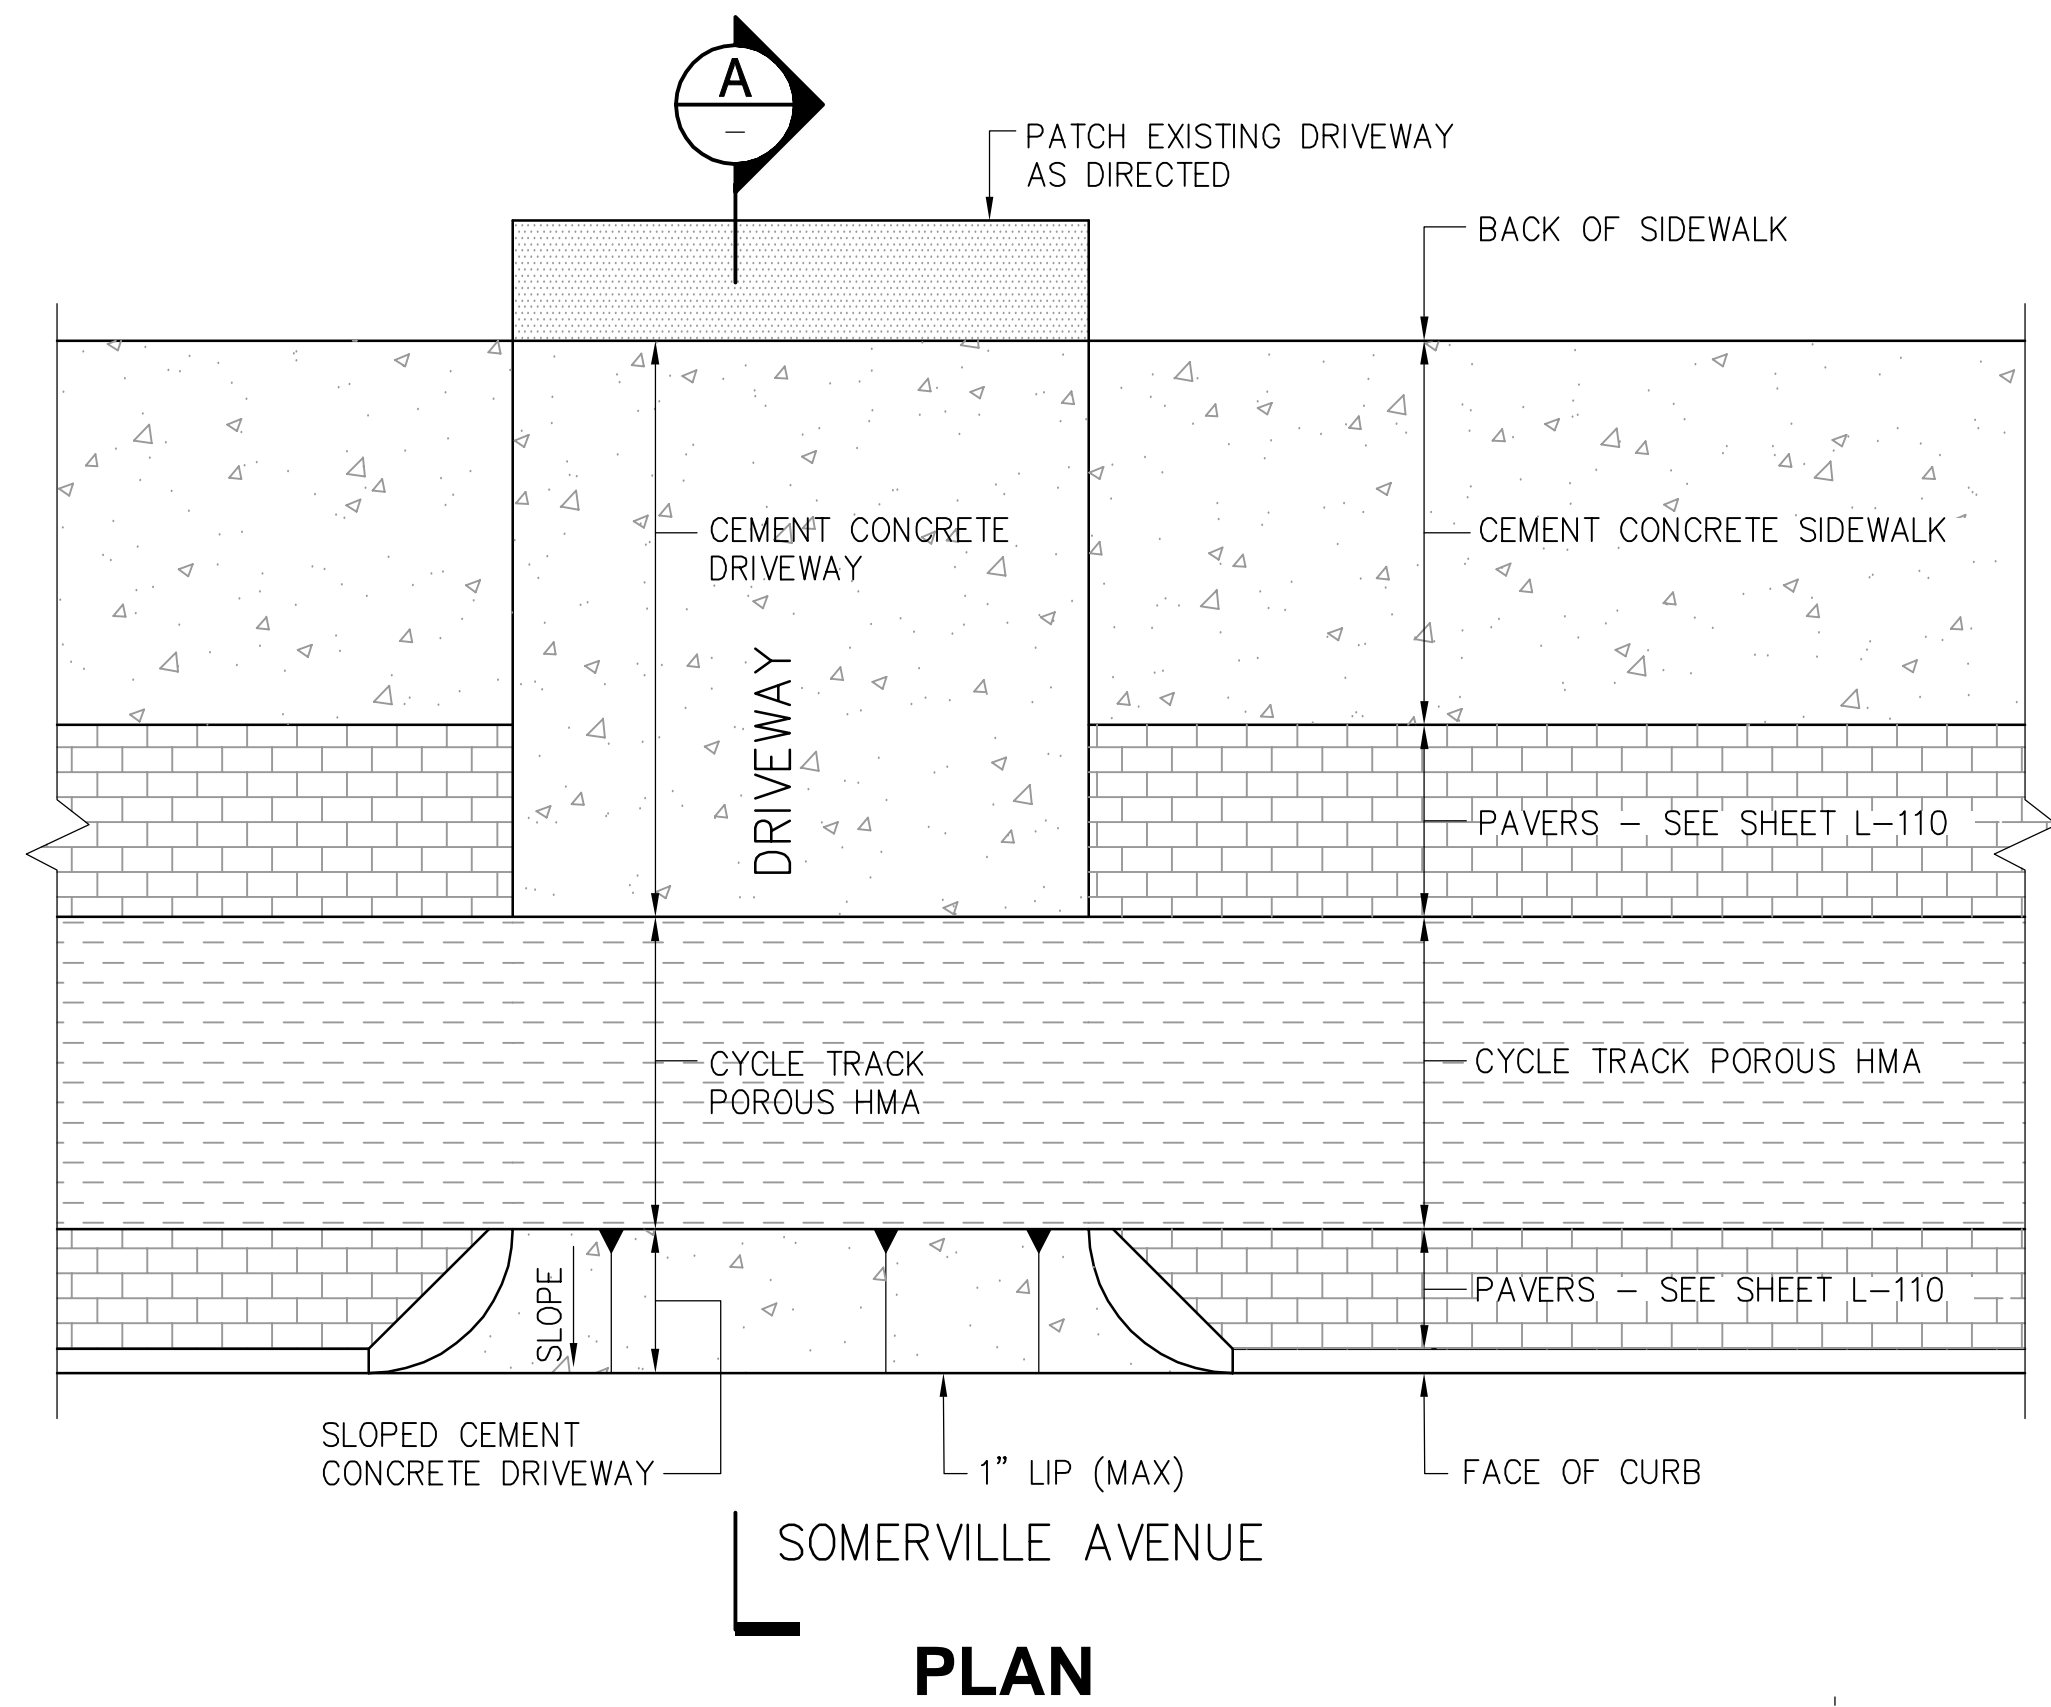 A
–
PATCH EXISTING DRIVEWAY
AS DIRECTED
BACK OF SIDEWALK
CEMENT CONCRETE
DRIVEWAY
CEMENT CONCRETE SIDEWALK
DRIVEWAY
PAVERS – SEE SHEET L-110
CYCLE TRACK
POROUS HMA
CYCLE TRACK POROUS HMA
SLOPE
PAVERS – SEE SHEET L-110
SLOPED CEMENT
CONCRETE DRIVEWAY
1" LIP (MAX)
FACE OF CURB
SOMERVILLE AVENUE
PLAN